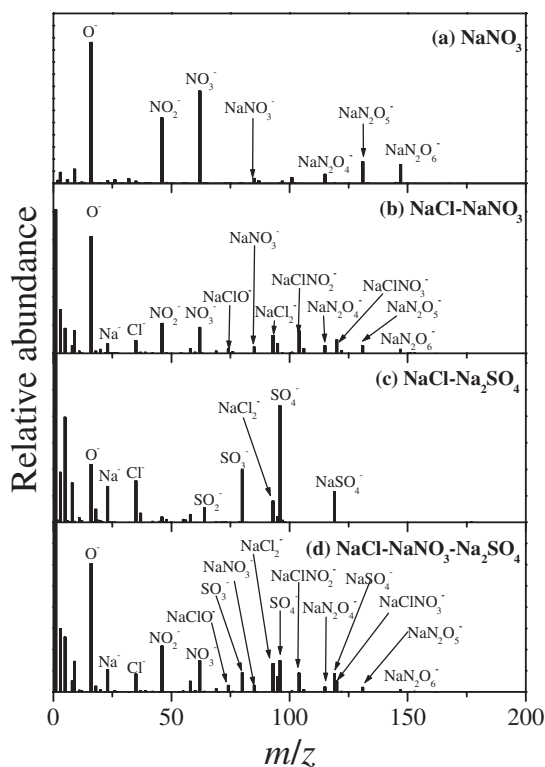 (a) NaNO₃
O⁻
NO₂⁻
NO₃⁻
NaNO₃⁻
NaN₂O₄⁻
NaN₂O₅⁻
NaN₂O₆⁻
(b) NaCl-NaNO₃
O⁻
Na⁻
Cl⁻
NO₂⁻
NO₃⁻
NaClO⁻
NaNO₃⁻
NaCl₂⁻
NaClNO₂⁻
NaN₂O₄⁻
NaClNO₃⁻
NaN₂O₅⁻
NaN₂O₆⁻
(c) NaCl-Na₂SO₄
O⁻
Na⁻
Cl⁻
SO₂⁻
SO₃⁻
NaCl₂⁻
SO₄⁻
NaSO₄⁻
(d) NaCl-NaNO₃-Na₂SO₄
O⁻
Na⁻
Cl⁻
NO₂⁻
NO₃⁻
NaClO⁻
SO₃⁻
NaNO₃⁻
NaCl₂⁻
SO₄⁻
NaClNO₂⁻
NaN₂O₄⁻
NaSO₄⁻
NaClNO₃⁻
NaN₂O₅⁻
NaN₂O₆⁻
Relative abundance
0 50 100 150 200
m/z